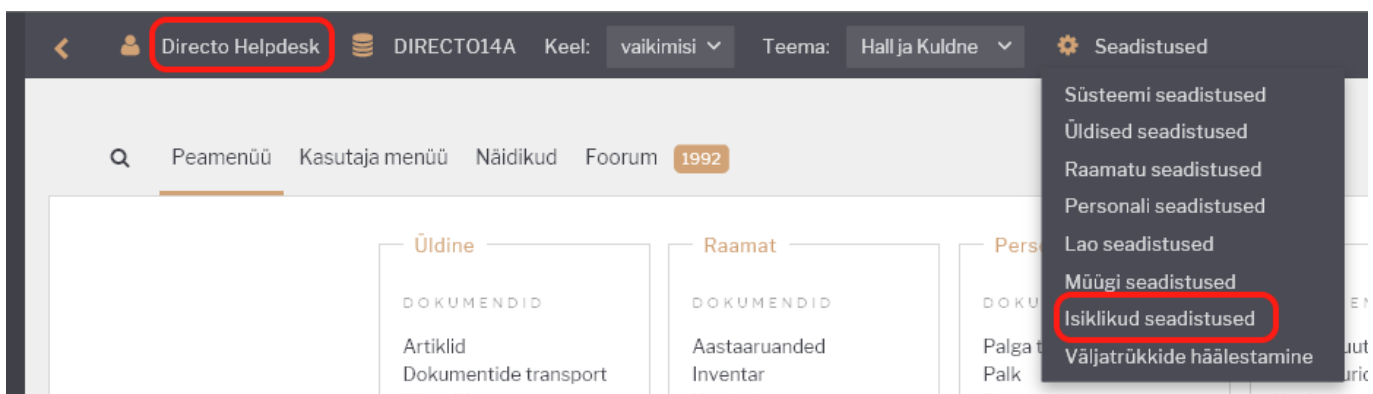 Directo Helpdesk DIRECTO14A Keel: vaikimisi Teema: Hall ja Kuldne Seadistused
Süsteemi seadistused
Üldised seadistused
Raamatu seadistused
Personali seadistused
Lao seadistused
Müügi seadistused
Isiklikud seadistused
Väljatrükkide häälestamine
Peamenüü Kasutaja menüü Näidikud Foorum 1992
Üldine Raamat
DOKUMENDID DOKUMENDID
Artiklid Aastaaruanded Palga
Dokumentide transport Inventar Palk